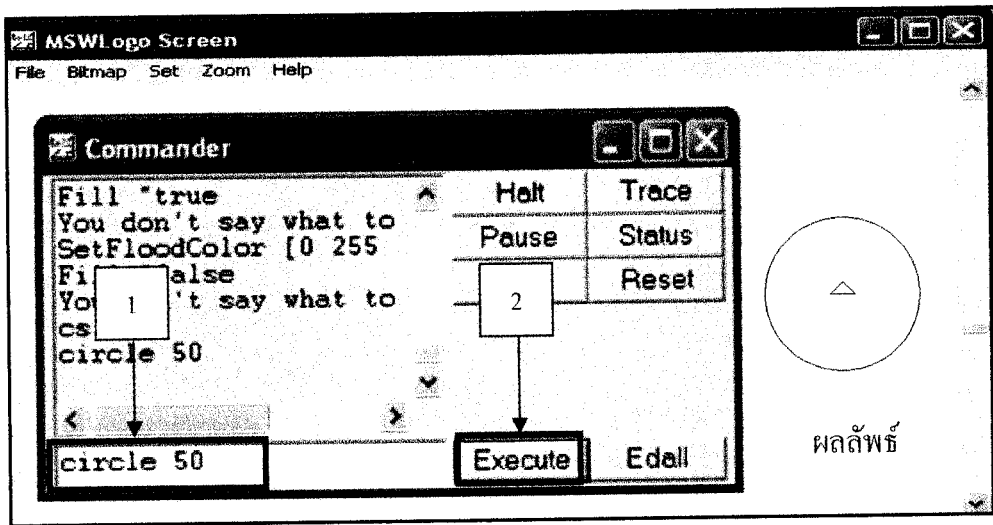 MSWLogo Screen
File Bitmap Set Zoom Help
Commander
Fill "true
You don't say what to
SetFloodColor [0 255
alse
't say what to
cs
circle 50
1
2
circle 50
Halt Trace
Pause Status
Reset
Execute Edall
ผลลัพธ์